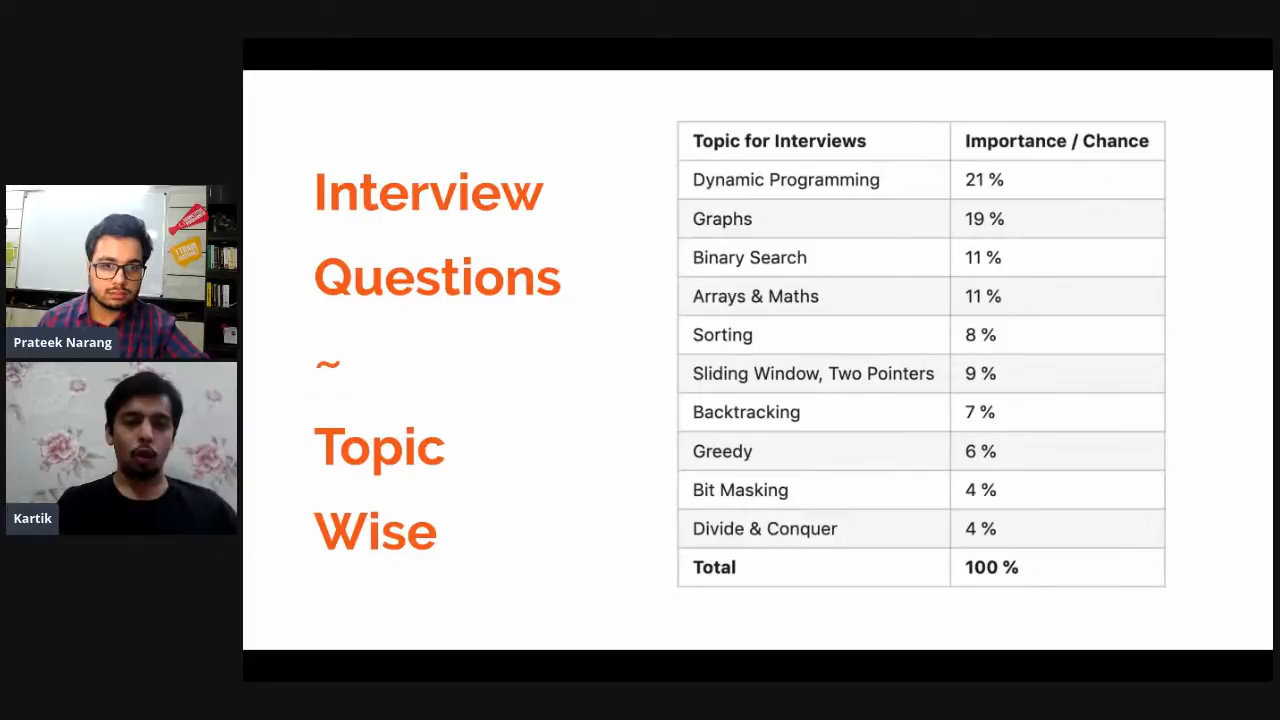 Interview
Questions
~
Topic
Wise
Topic for Interviews Importance / Chance
Dynamic Programming 21 %
Graphs 19 %
Binary Search 11 %
Arrays & Maths 11 %
Sorting 8 %
Sliding Window, Two Pointers 9 %
Backtracking 7 %
Greedy 6 %
Bit Masking 4 %
Divide & Conquer 4 %
Total 100 %
Prateek Narang
Kartik